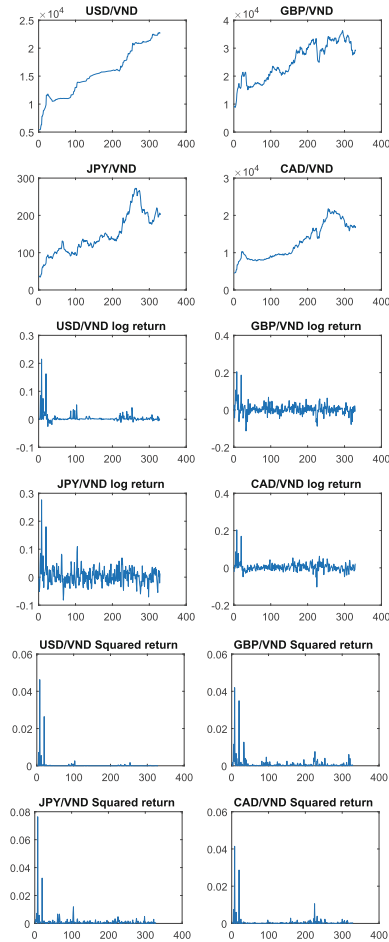 USD/VND
GBP/VND
×10⁴
×10⁴
2.5
2
1.5
1
0.5
4
3
2
1
0
0 100 200 300 400
0 100 200 300 400
JPY/VND
CAD/VND
×10⁴
300
200
100
0
3
2
1
0
0 100 200 300 400
0 100 200 300 400
USD/VND log return
GBP/VND log return
0.3
0.2
0.1
0
-0.1
0.4
0.2
0
-0.2
0 100 200 300 400
0 100 200 300 400
JPY/VND log return
CAD/VND log return
0.3
0.2
0.1
0
-0.1
0.4
0.2
0
-0.2
0 100 200 300 400
0 100 200 300 400
USD/VND Squared return
GBP/VND Squared return
0.06
0.04
0.02
0
0.06
0.04
0.02
0
0 100 200 300 400
0 100 200 300 400
JPY/VND Squared return
CAD/VND Squared return
0.08
0.06
0.04
0.02
0
0.06
0.04
0.02
0
0 100 200 300 400
0 100 200 300 400